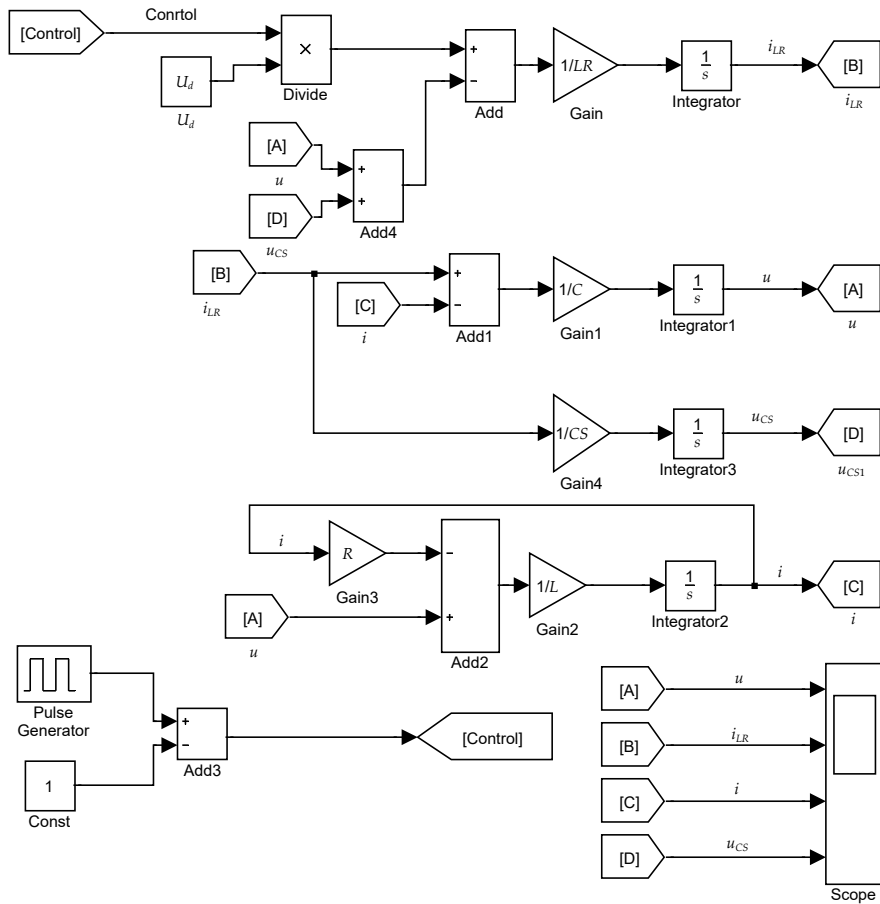 Conrtol
[Control]
×
U_d
U_d
Divide
+
−
Add
1/LR
Gain
1
s
Integrator
i_LR
[B]
i_LR
[A]
u
[D]
u_CS
+
+
Add4
[B]
i_LR
[C]
i
+
−
Add1
1/C
Gain1
1
s
Integrator1
u
[A]
u
1/CS
Gain4
1
s
Integrator3
u_CS
[D]
u_CS1
i
R
Gain3
[A]
u
−
+
Add2
1/L
Gain2
1
s
Integrator2
i
[C]
i
Pulse
Generator
1
Const
+
−
Add3
[Control]
[A]
u
[B]
i_LR
[C]
i
[D]
u_CS
Scope